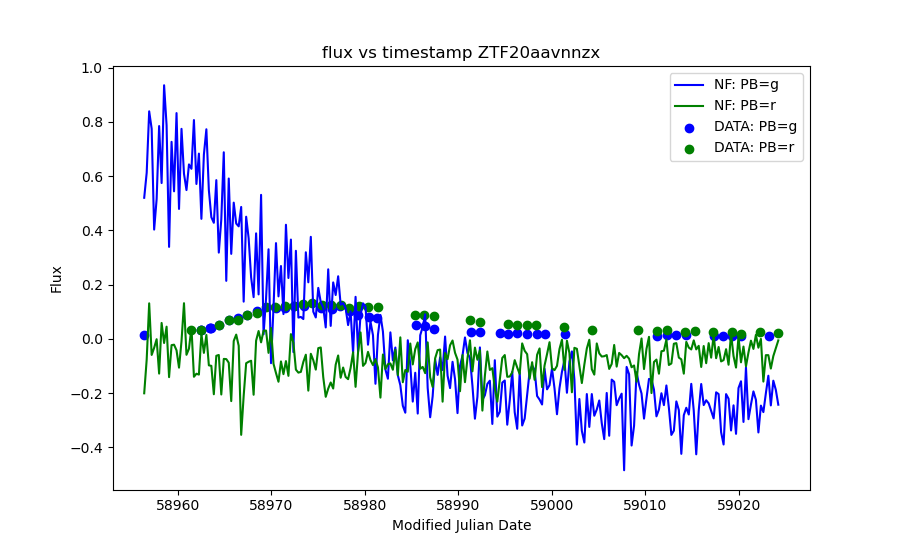 flux vs timestamp ZTF20aavnnzx
1.0
0.8
0.6
0.4
0.2
0.0
−0.2
−0.4
Flux
NF: PB=g
NF: PB=r
DATA: PB=g
DATA: PB=r
58960 58970 58980 58990 59000 59010 59020
Modified Julian Date